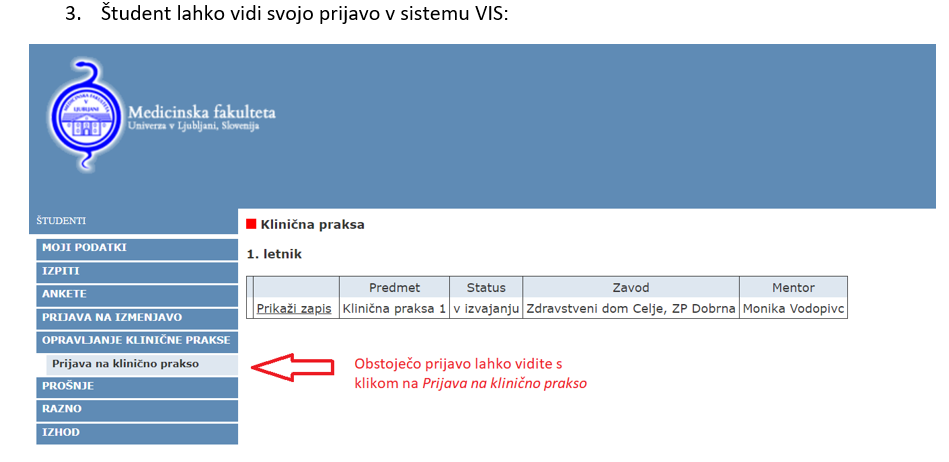 3. Študent lahko vidi svojo prijavo v sistemu VIS:
MEDICINSKA FAKULTETA
V
LJUBLJANI
Medicinska fakulteta
Univerza v Ljubljani, Slovenija
ŠTUDENTI
MOJI PODATKI
IZPITI
ANKETE
PRIJAVA NA IZMENJAVO
OPRAVLJANJE KLINIČNE PRAKSE
Prijava na klinično prakso
PROŠNJE
RAZNO
IZHOD
Klinična praksa
1. letnik
Predmet Status Zavod Mentor
Prikaži zapis Klinična praksa 1 v izvajanju Zdravstveni dom Celje, ZP Dobrna Monika Vodopivc
Obstoječo prijavo lahko vidite s
klikom na Prijava na klinično prakso